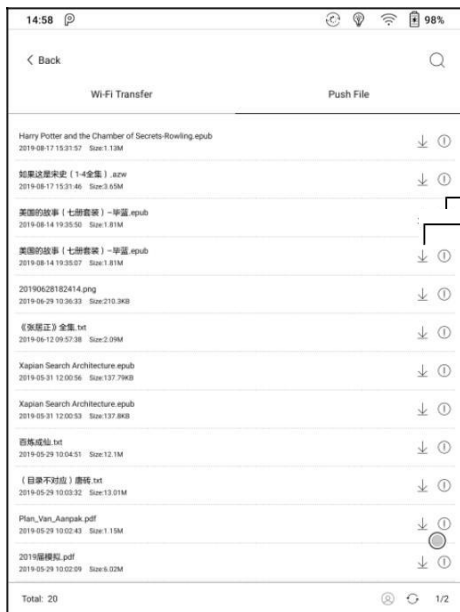 14:58
98%
Back
Wi-Fi Transfer
Push File
Harry Potter and the Chamber of Secrets-Rowling.epub
2019-08-17 15:31:57 Size:1.13M
如果这是宋史（1-4全集）.azw
2019-08-17 15:31:46 Size:3.65M
美国的故事（七册套装）-毕蓝.epub
2019-08-14 19:35:50 Size:1.81M
美国的故事（七册套装）-毕蓝.epub
2019-08-14 19:35:07 Size:1.81M
20190628182414.png
2019-06-29 10:36:33 Size:210.3KB
《张居正》全集.txt
2019-06-12 09:57:38 Size:2.09M
Xapian Search Architecture.epub
2019-05-31 12:00:56 Size:137.79KB
Xapian Search Architecture.epub
2019-05-31 12:00:53 Size:137.8KB
百炼成仙.txt
2019-05-29 10:04:51 Size:12.1M
（目录不对应）唐砖.txt
2019-05-29 10:03:32 Size:13.01M
Plan_Van_Aanpak.pdf
2019-05-29 10:02:43 Size:1.15M
2019届模拟.pdf
2019-05-29 10:02:09 Size:6.02M
Total: 20
1/2